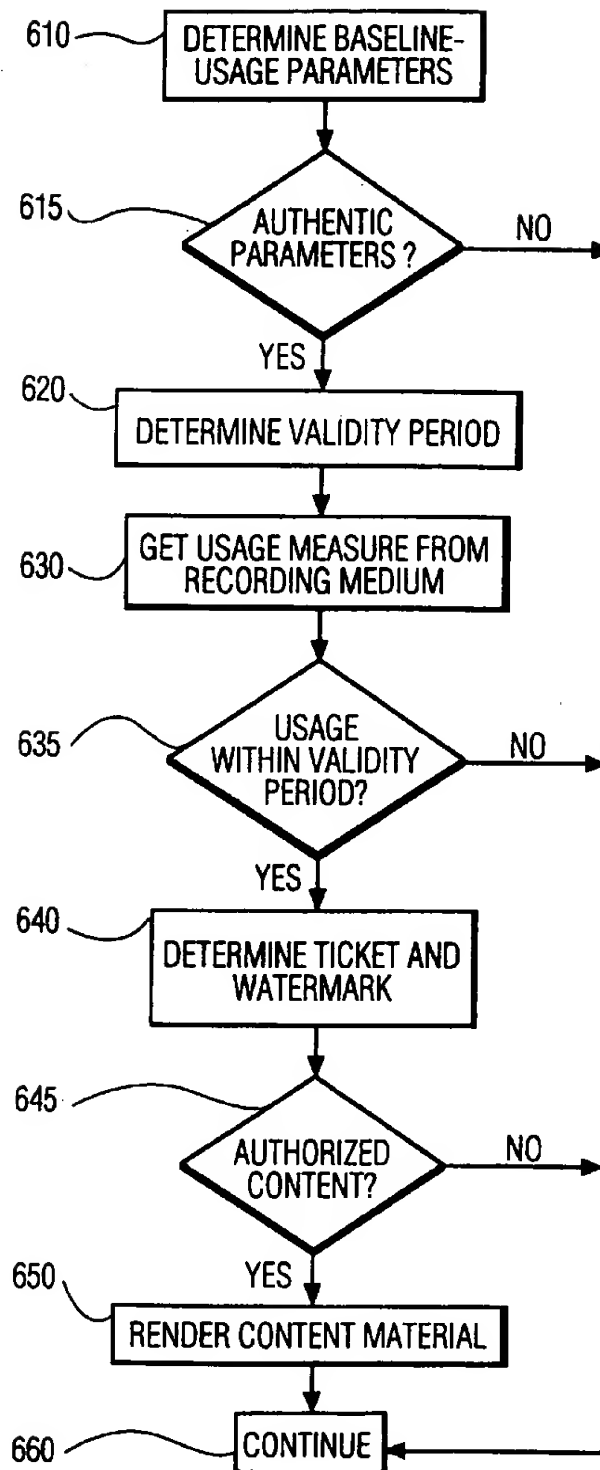 610
DETERMINE BASELINE-
USAGE PARAMETERS
615
AUTHENTIC
PARAMETERS ?
NO
YES
620
DETERMINE VALIDITY PERIOD
630
GET USAGE MEASURE FROM
RECORDING MEDIUM
635
USAGE
WITHIN VALIDITY
PERIOD?
NO
YES
640
DETERMINE TICKET AND
WATERMARK
645
AUTHORIZED
CONTENT?
NO
YES
650
RENDER CONTENT MATERIAL
660
CONTINUE